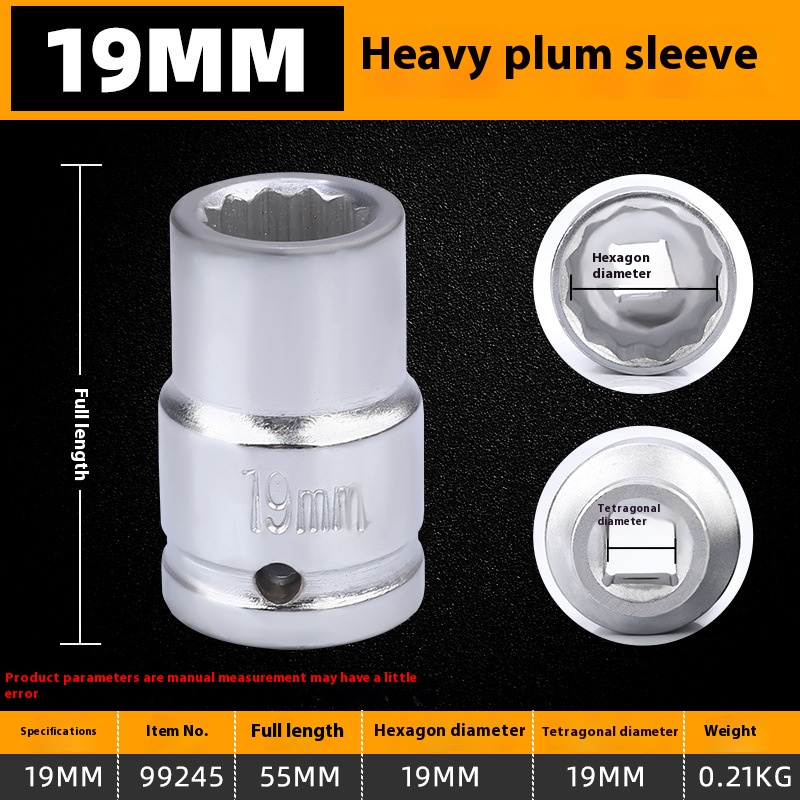 19MM
Heavy plum sleeve
Hexagon
diameter
Full length
19mm
Tetragonal
diameter
Product parameters are manual measurement may have a little
error
Specifications Item No. Full length Hexagon diameter Tetragonal diameter Weight
19MM 99245 55MM 19MM 19MM 0.21KG